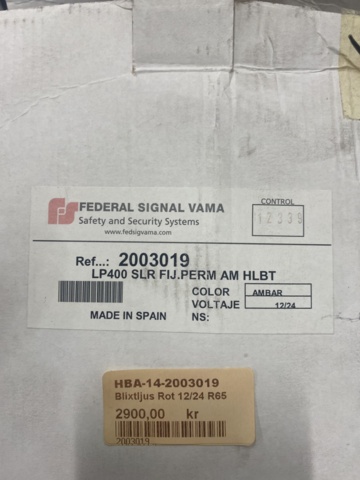 FEDERAL SIGNAL VAMA
Safety and Security Systems
www.fedsigvama.com
CONTROL
12339
Ref...: 2003019
LP400 SLR FIJ.PERM AM HLBT
COLOR AMBAR
VOLTAJE 12/24
MADE IN SPAIN NS:
HBA-14-2003019
Blixtljus Rot 12/24 R65
2900,00 kr
2003019